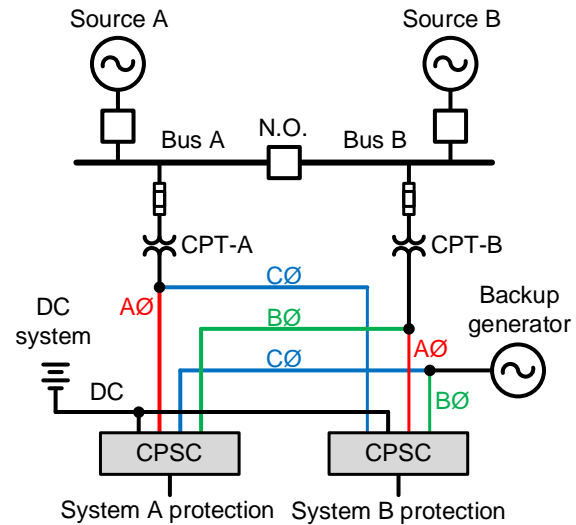 Source A
Source B
N.O.
Bus A
Bus B
CPT-A
CPT-B
CØ
AØ
BØ
CØ
AØ
BØ
DC
system
Backup
generator
DC
CPSC
CPSC
System A protection
System B protection